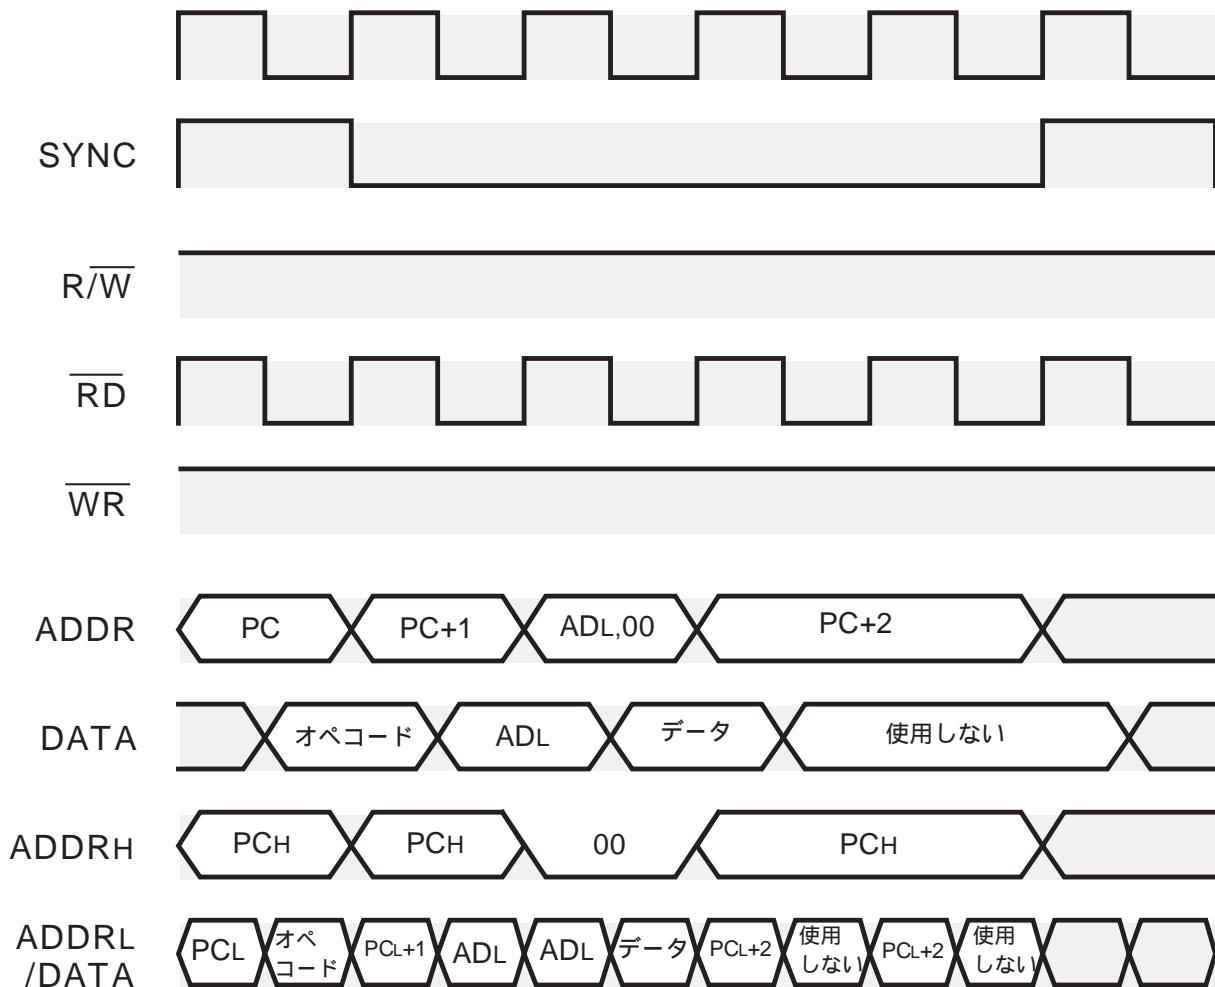 SYNC
R/W
RD
WR
ADDR PC PC+1 ADL,00 PC+2
DATA オペコード ADL データ 使用しない
ADDRH PCH PCH 00 PCH
ADDRL
/DATA
PCL オペ
コード PCL+1 ADL ADL データ PCL+2 使用
しない PCL+2 使用
しない